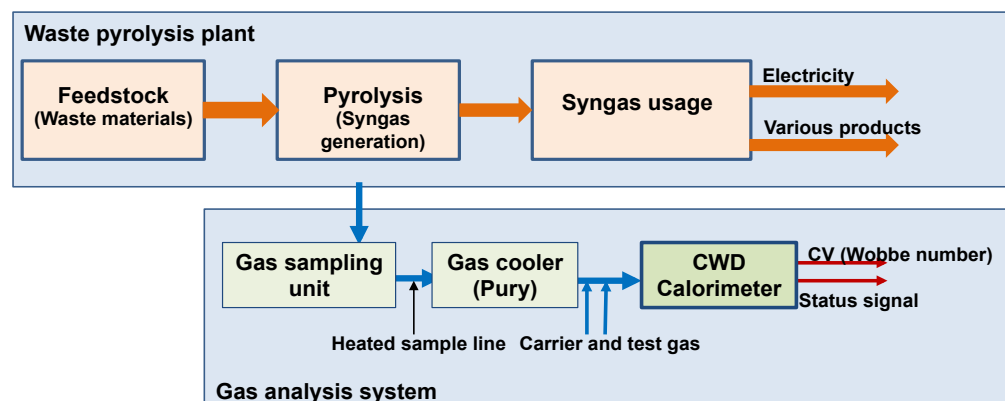 Waste pyrolysis plant
Feedstock
(Waste materials)
Pyrolysis
(Syngas
generation)
Syngas usage
Electricity
Various products
Gas sampling
unit
Gas cooler
(Pury)
CWD
Calorimeter
CV (Wobbe number)
Status signal
Heated sample line
Carrier and test gas
Gas analysis system